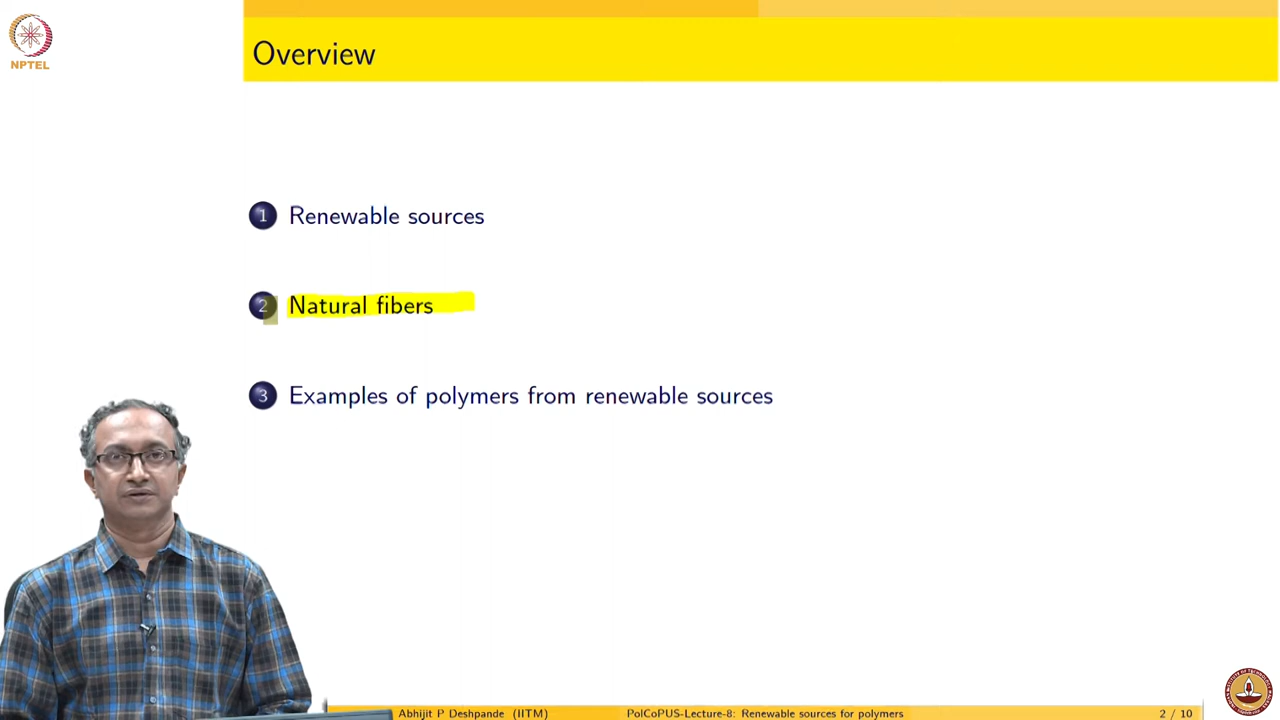 NPTEL
Overview
1 Renewable sources
2 Natural fibers
3 Examples of polymers from renewable sources
Abhijit P Deshpande (IITM) PolCoPUS-Lecture-8: Renewable sources for polymers 2 / 10